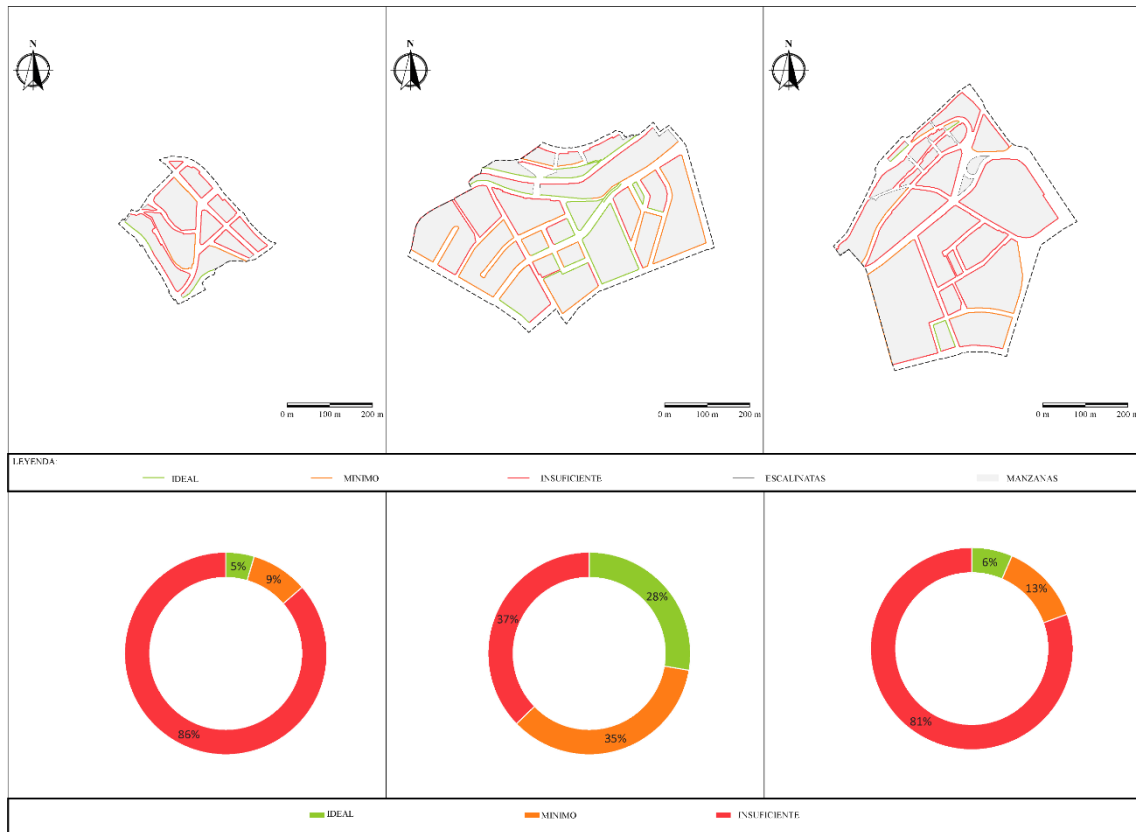 N
N
N
0 m 100 m 200 m
0 m 100 m 200 m
0 m 100 m 200 m
LEYENDA:
IDEAL MINIMO INSUFICIENTE ESCALINATAS MANZANAS
5%
9%
86%
28%
35%
37%
6%
13%
81%
IDEAL MINIMO INSUFICIENTE